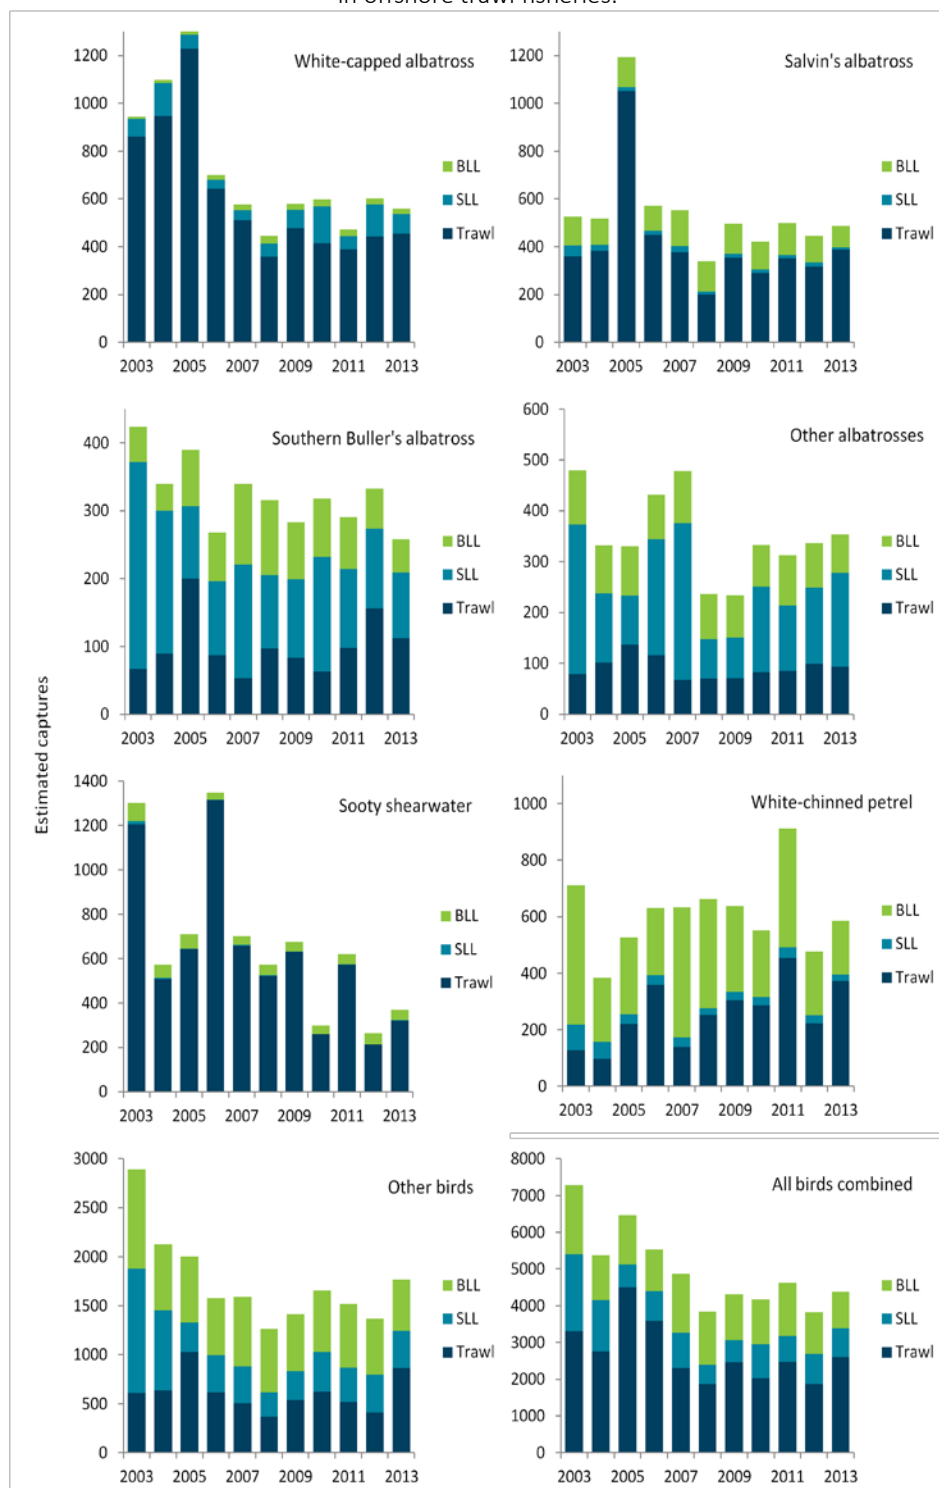 in offshore trawl fisheries.
Estimated captures
White-capped albatross
1200
1000
800
600
400
200
0
BLL
SLL
Trawl
2003 2005 2007 2009 2011 2013
Salvin's albatross
1200
1000
800
600
400
200
0
BLL
SLL
Trawl
2003 2005 2007 2009 2011 2013
Southern Buller's albatross
400
300
200
100
0
BLL
SLL
Trawl
2003 2005 2007 2009 2011 2013
Other albatrosses
600
500
400
300
200
100
0
BLL
SLL
Trawl
2003 2005 2007 2009 2011 2013
Sooty shearwater
1400
1200
1000
800
600
400
200
0
BLL
SLL
Trawl
2003 2005 2007 2009 2011 2013
White-chinned petrel
1000
800
600
400
200
0
BLL
SLL
Trawl
2003 2005 2007 2009 2011 2013
Other birds
3000
2500
2000
1500
1000
500
0
BLL
SLL
Trawl
2003 2005 2007 2009 2011 2013
All birds combined
8000
7000
6000
5000
4000
3000
2000
1000
0
BLL
SLL
Trawl
2003 2005 2007 2009 2011 2013